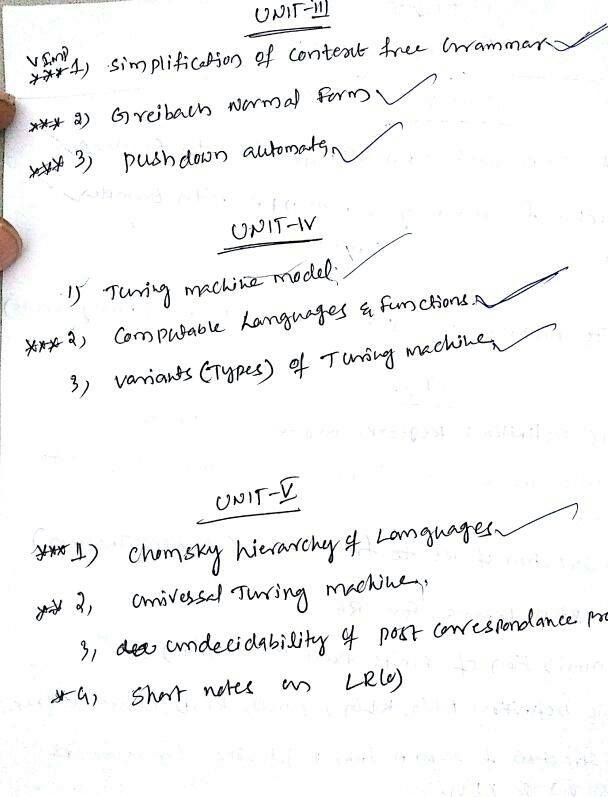 UNIT-III
V Imp
*** 1) simplification of context free Grammar
*** 2) Greibach Normal Form
*** 3, pushdown automata,
UNIT-IV
1) Turing machine model.
*** 2, Computable Languages & functions.
3, variants (Types) of Turing machine,
UNIT-V
*** 1) Chomsky hierarchy of Languages.
** 2, universal Turing machine,
3, undecidability of post correspondance pro
* 4, Short notes on LR(0)